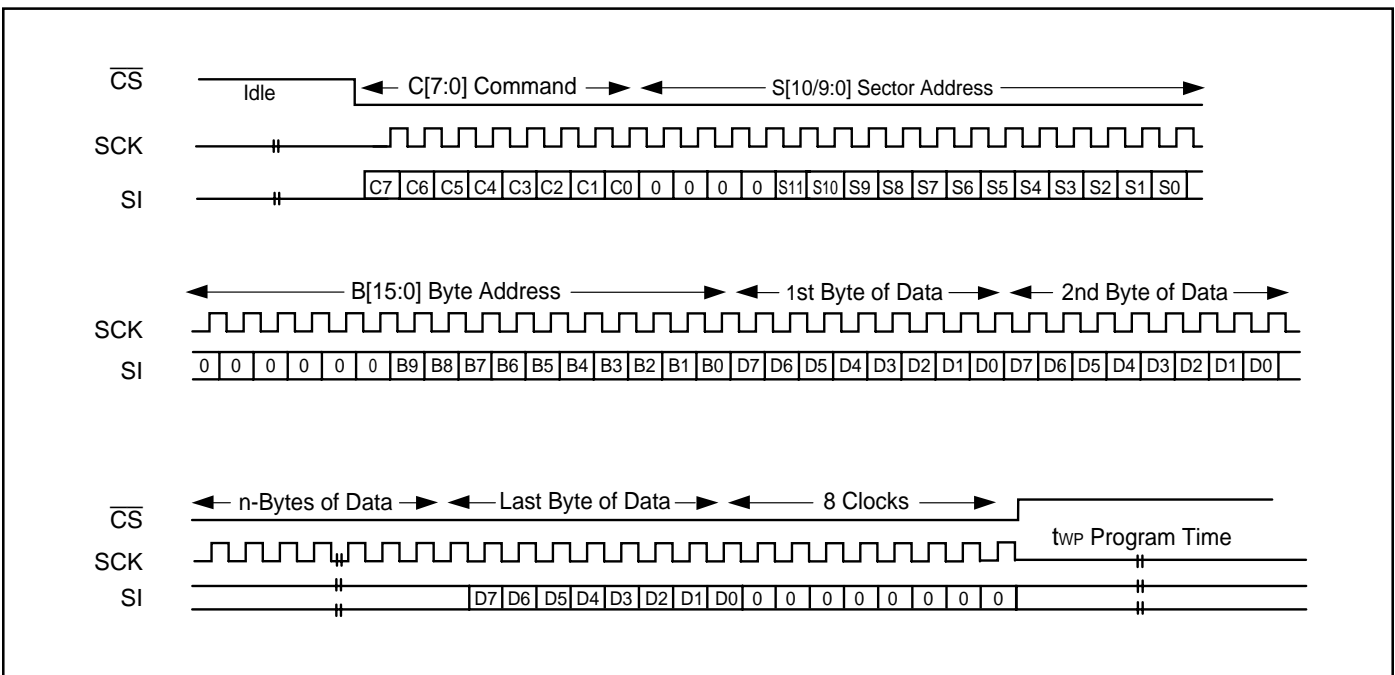 CS
Idle
C[7:0] Command
S[10/9:0] Sector Address
SCK
SI
C7 C6 C5 C4 C3 C2 C1 C0 0 0 0 0 S11 S10 S9 S8 S7 S6 S5 S4 S3 S2 S1 S0
B[15:0] Byte Address
1st Byte of Data
2nd Byte of Data
SCK
SI
0 0 0 0 0 0 B9 B8 B7 B6 B5 B4 B3 B2 B1 B0 D7 D6 D5 D4 D3 D2 D1 D0 D7 D6 D5 D4 D3 D2 D1 D0
n-Bytes of Data
Last Byte of Data
8 Clocks
CS
tWP Program Time
SCK
SI
D7 D6 D5 D4 D3 D2 D1 D0 0 0 0 0 0 0 0 0